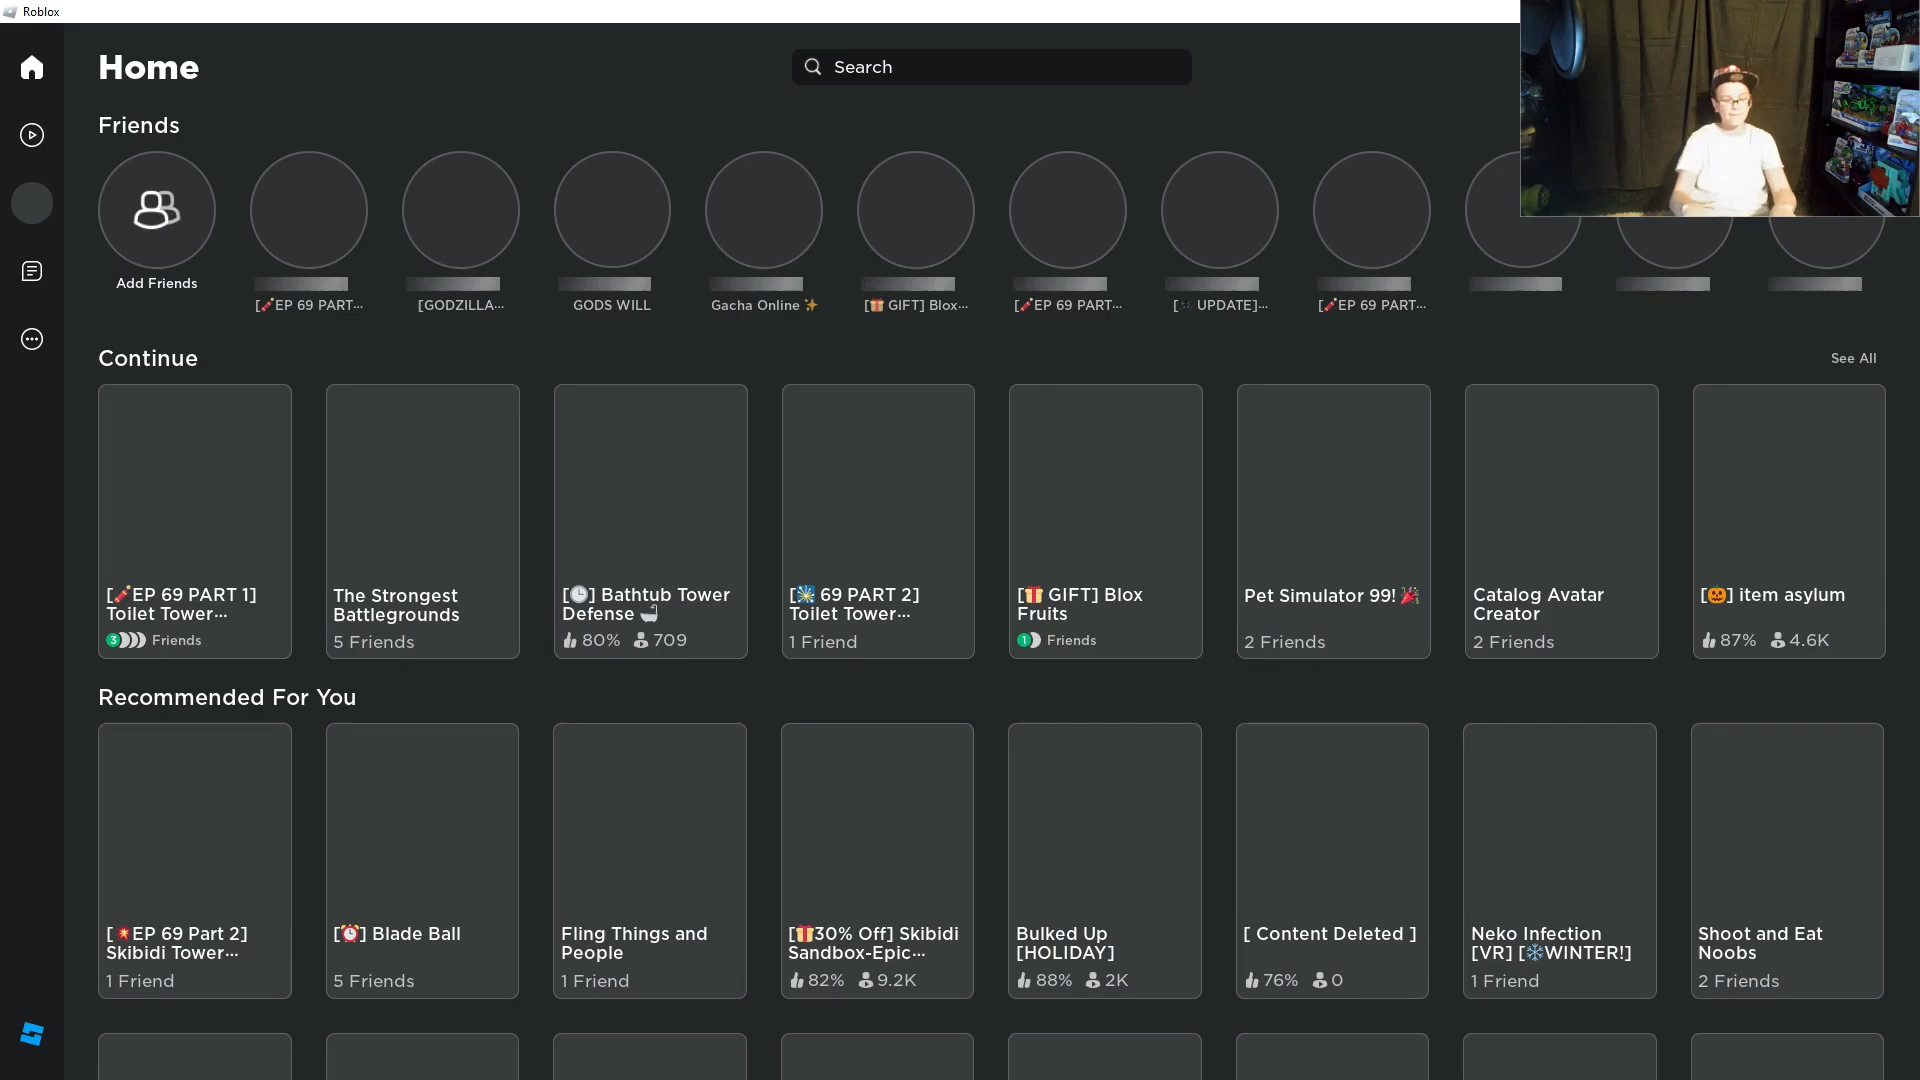 Roblox
Home
Search
Friends
Add Friends
[🧨EP 69 PART...
[GODZILLA...
GODS WILL
Gacha Online ✨
[🎁 GIFT] Blox...
[🧨EP 69 PART...
UPDATE]...
[🧨EP 69 PART...
Continue
See All
[🧨EP 69 PART 1]
Toilet Tower...
3 Friends
The Strongest
Battlegrounds
5 Friends
[🕒] Bathtub Tower
Defense 🛁
80% 709
[🎇 69 PART 2]
Toilet Tower...
1 Friend
[🎁 GIFT] Blox
Fruits
1 Friends
Pet Simulator 99! 🎉
2 Friends
Catalog Avatar
Creator
2 Friends
[🎃] item asylum
87% 4.6K
Recommended For You
[💥EP 69 Part 2]
Skibidi Tower...
1 Friend
[⏰] Blade Ball
5 Friends
Fling Things and
People
1 Friend
[🎁30% Off] Skibidi
Sandbox-Epic...
82% 9.2K
Bulked Up
[HOLIDAY]
88% 2K
[ Content Deleted ]
76% 0
Neko Infection
[VR] [❄️WINTER!]
1 Friend
Shoot and Eat
Noobs
2 Friends